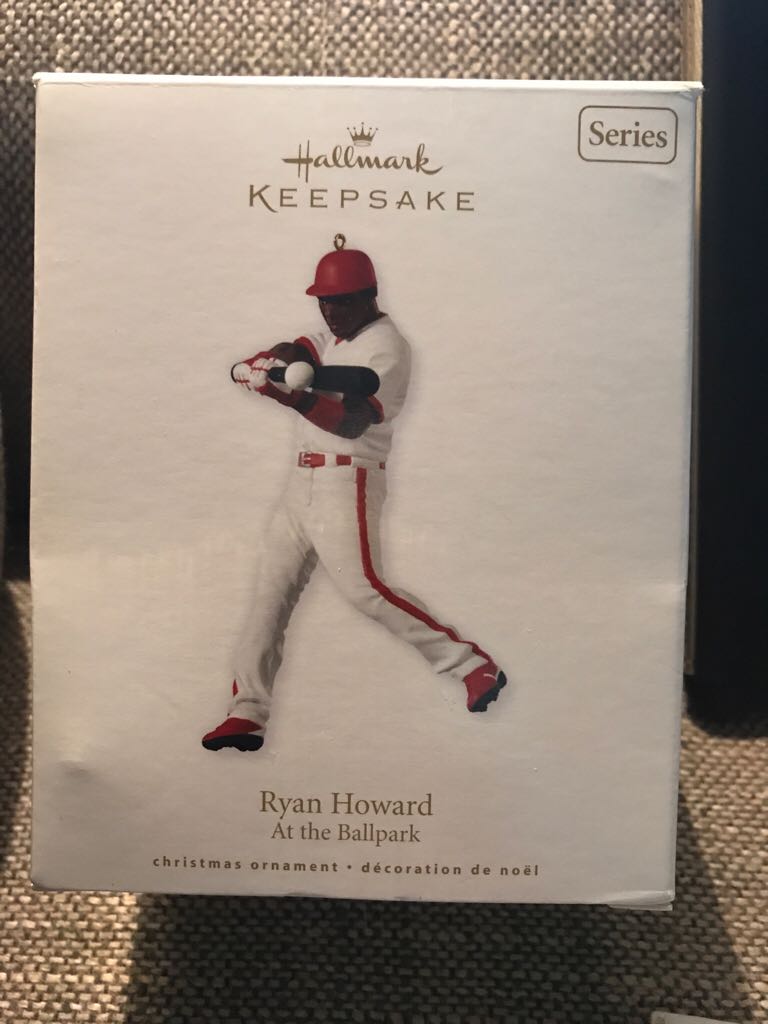 Series
Hallmark
KEEPSAKE
Ryan Howard
At the Ballpark
christmas ornament • décoration de noël